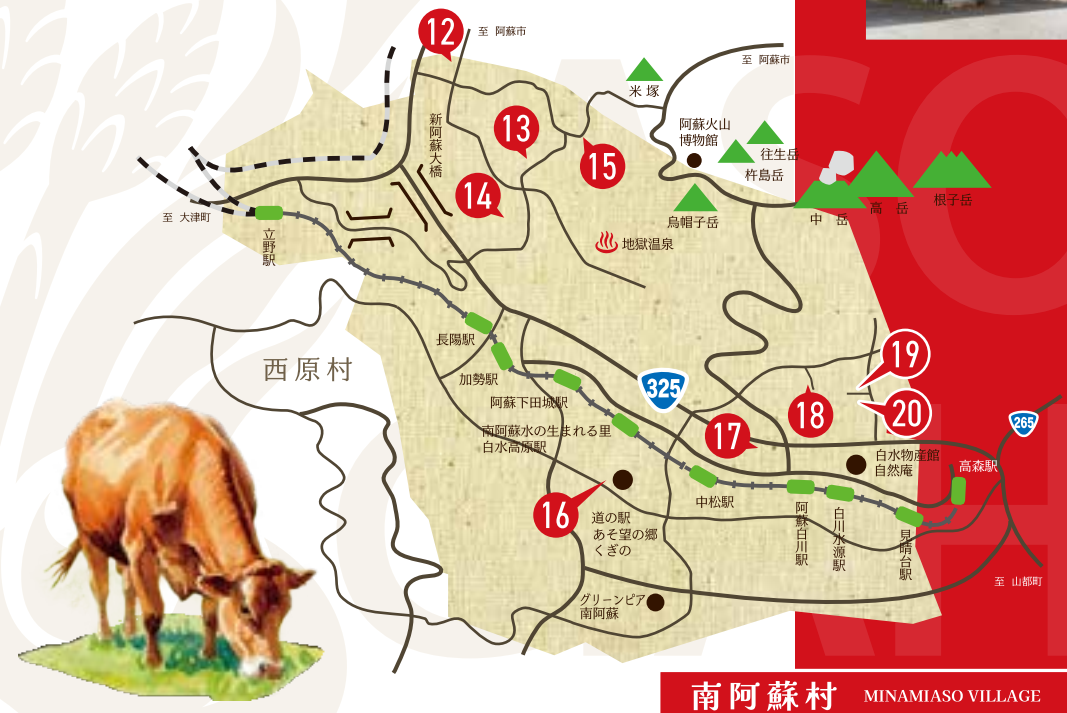 12
至 阿蘇市
至 阿蘇市
米 塚
新阿蘇大橋
13
阿蘇火山
博物館
往生岳
杵島岳
15
14
烏帽子岳
中 岳
高 岳
根子岳
至 大津町
立野駅
地獄温泉
長陽駅
西原村
加勢駅
阿蘇下田城駅
325
19
20
18
17
265
南阿蘇水の生まれる里
白水高原駅
白水物産館
自然庵
高森駅
中松駅
16
道の駅
あそ望の郷
くぎの
阿蘇白川駅
白川水源駅
見晴台駅
至 山都町
グリーンピア
南阿蘇
南阿蘇村 MINAMIASO VILLAGE